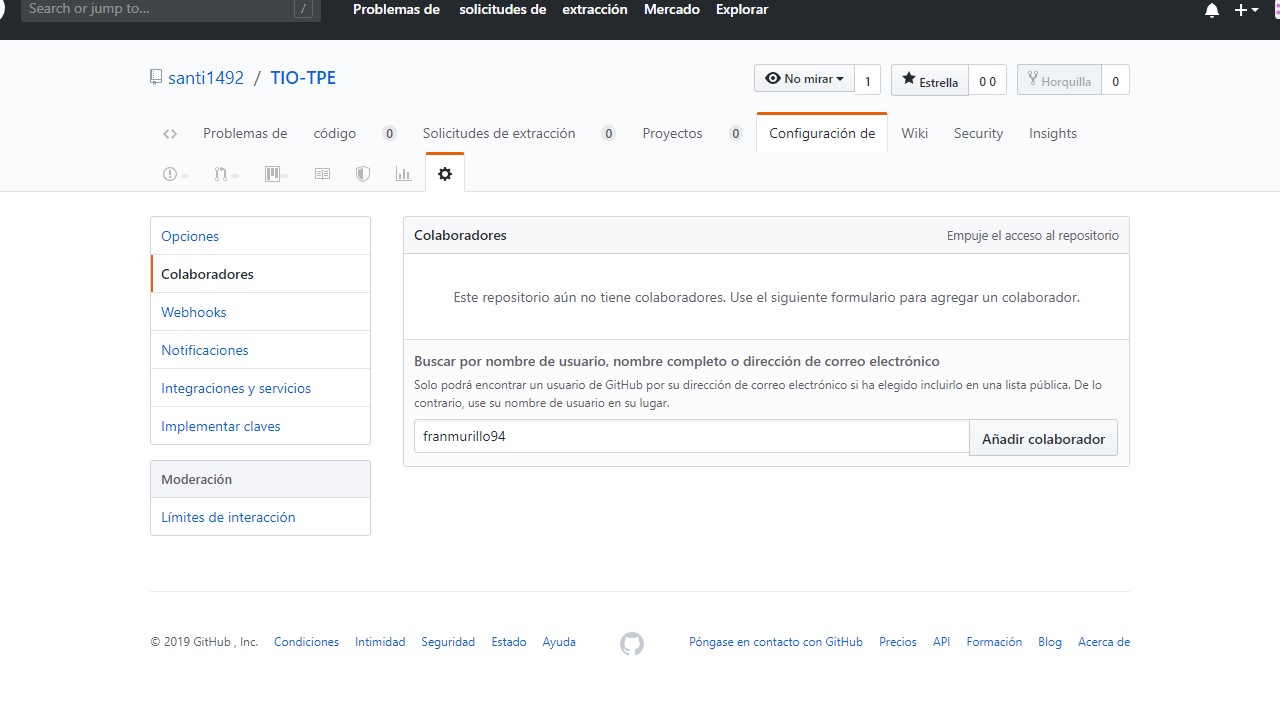 Search or jump to... /
Problemas de solicitudes de extracción Mercado Explorar
santi1492 / TIO-TPE
No mirar 1
Estrella 0 0
Horquilla 0
Problemas de código 0 Solicitudes de extracción 0 Proyectos 0 Configuración de Wiki Security Insights
Opciones
Colaboradores
Webhooks
Notificaciones
Integraciones y servicios
Implementar claves
Moderación
Límites de interacción
Colaboradores Empuje el acceso al repositorio
Este repositorio aún no tiene colaboradores. Use el siguiente formulario para agregar un colaborador.
Buscar por nombre de usuario, nombre completo o dirección de correo electrónico
Solo podrá encontrar un usuario de GitHub por su dirección de correo electrónico si ha elegido incluirlo en una lista pública. De lo
contrario, use su nombre de usuario en su lugar.
franmurillo94 Añadir colaborador
© 2019 GitHub , Inc. Condiciones Intimidad Seguridad Estado Ayuda Póngase en contacto con GitHub Precios API Formación Blog Acerca de